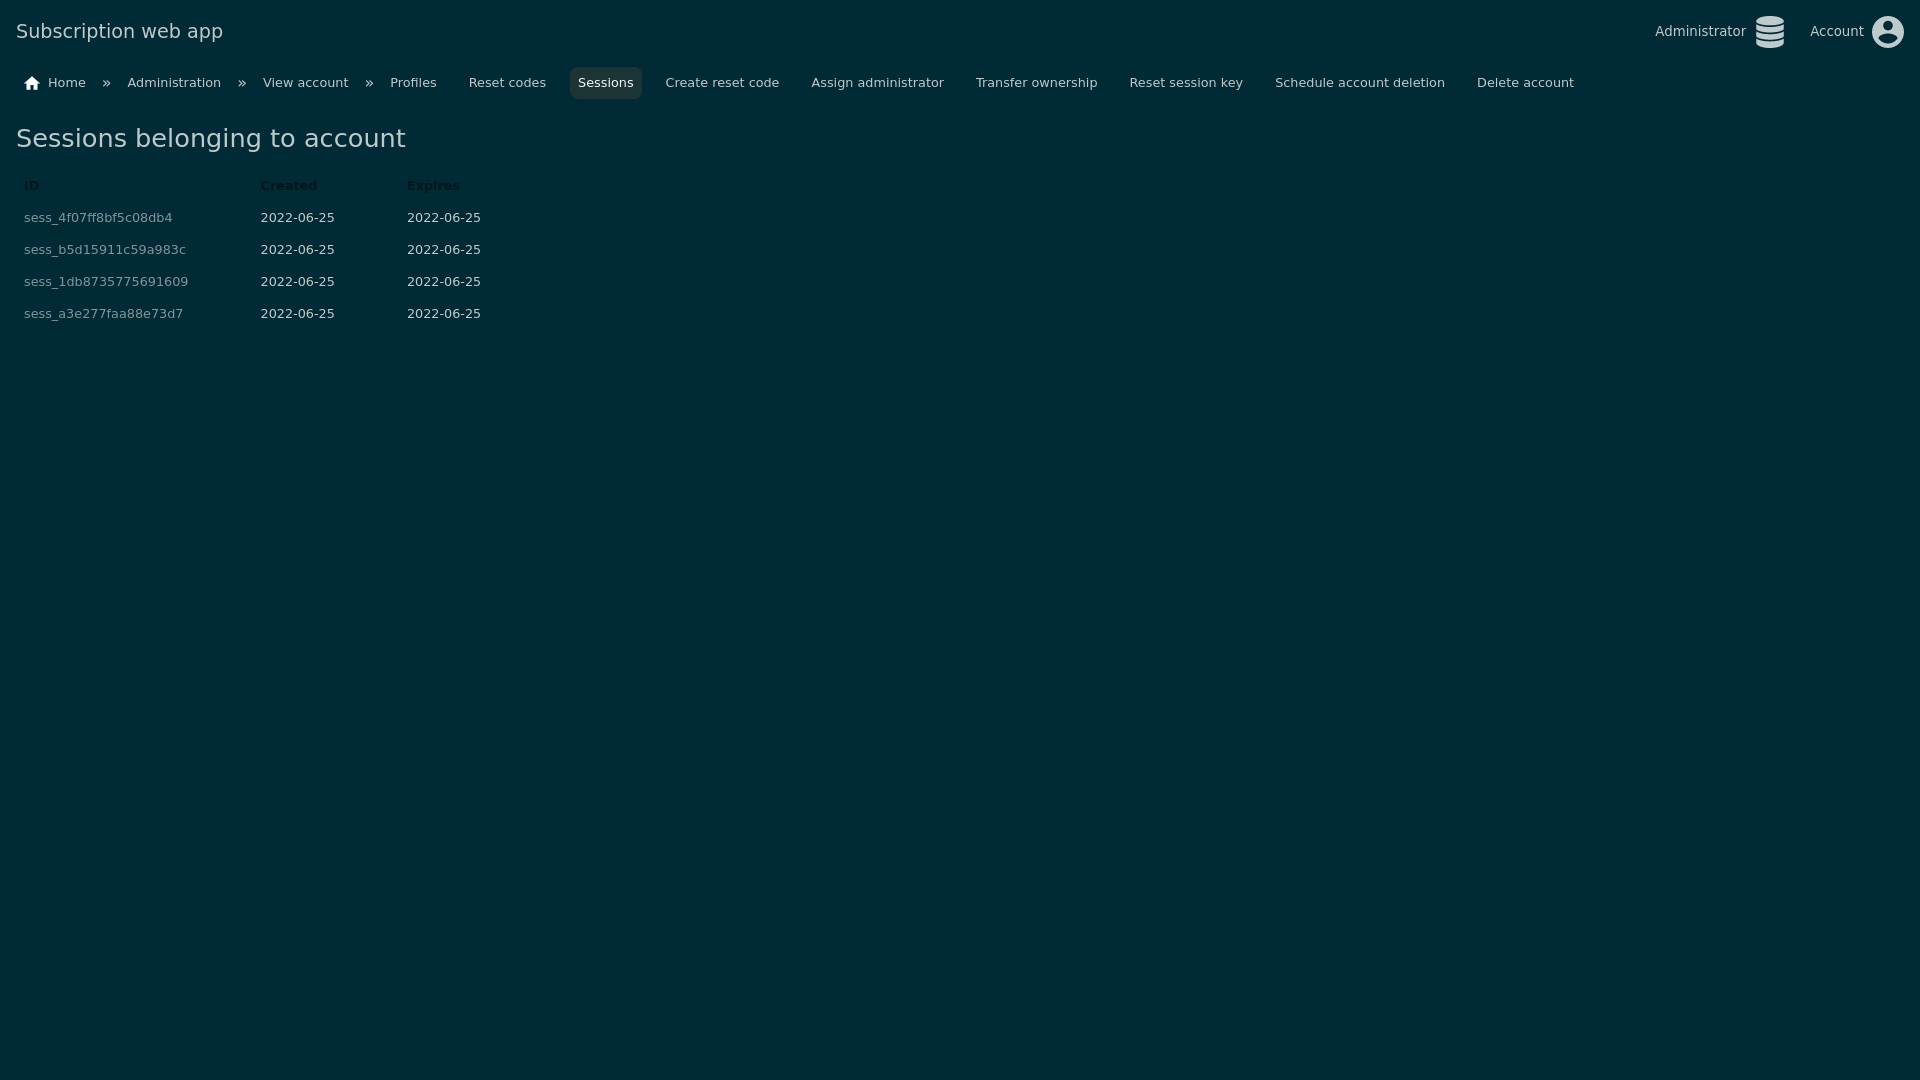 Subscription web app
Administrator
Account
Home » Administration » View account » Profiles Reset codes Sessions Create reset code Assign administrator Transfer ownership Reset session key Schedule account deletion Delete account
Sessions belonging to account
ID Created Expires
sess_4f07ff8bf5c08db4 2022-06-25 2022-06-25
sess_b5d15911c59a983c 2022-06-25 2022-06-25
sess_1db8735775691609 2022-06-25 2022-06-25
sess_a3e277faa88e73d7 2022-06-25 2022-06-25